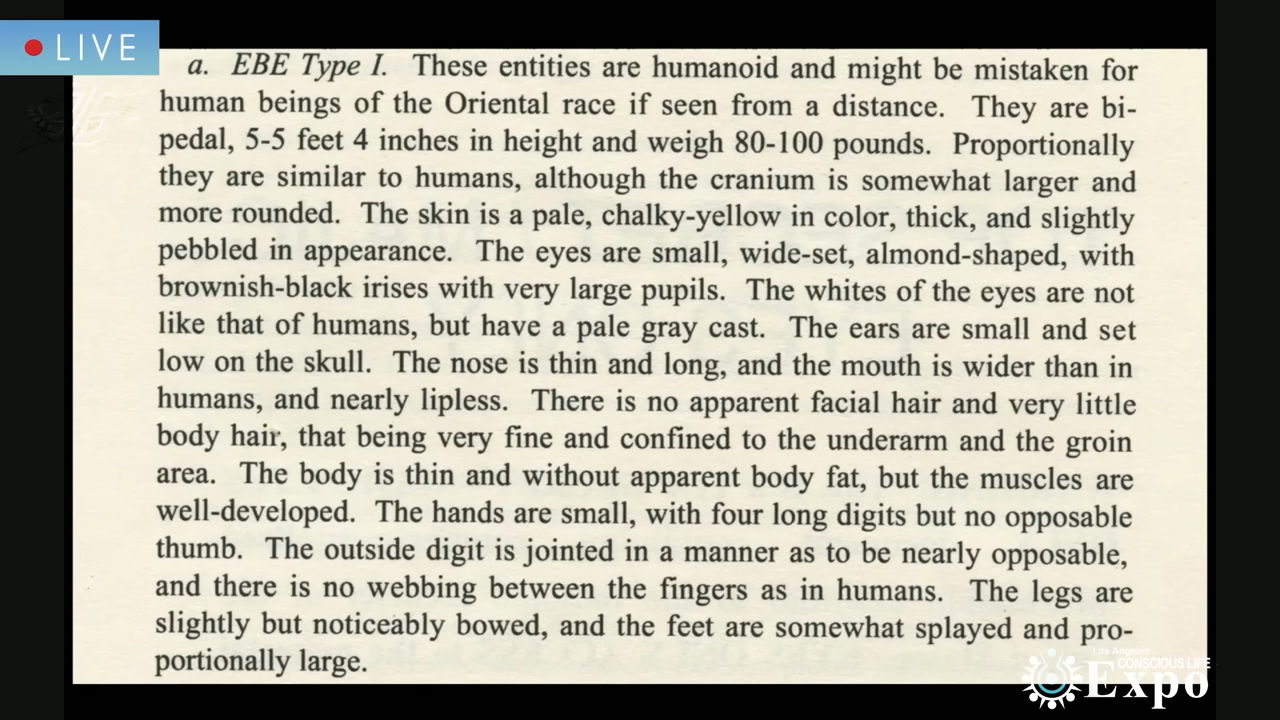 LIVE
a. EBE Type I. These entities are humanoid and might be mistaken for
human beings of the Oriental race if seen from a distance. They are bi-
pedal, 5-5 feet 4 inches in height and weigh 80-100 pounds. Proportionally
they are similar to humans, although the cranium is somewhat larger and
more rounded. The skin is a pale, chalky-yellow in color, thick, and slightly
pebbled in appearance. The eyes are small, wide-set, almond-shaped, with
brownish-black irises with very large pupils. The whites of the eyes are not
like that of humans, but have a pale gray cast. The ears are small and set
low on the skull. The nose is thin and long, and the mouth is wider than in
humans, and nearly lipless. There is no apparent facial hair and very little
body hair, that being very fine and confined to the underarm and the groin
area. The body is thin and without apparent body fat, but the muscles are
well-developed. The hands are small, with four long digits but no opposable
thumb. The outside digit is jointed in a manner as to be nearly opposable,
and there is no webbing between the fingers as in humans. The legs are
slightly but noticeably bowed, and the feet are somewhat splayed and pro-
portionally large.
Los Angeles
CONSCIOUS LIFE
Expo